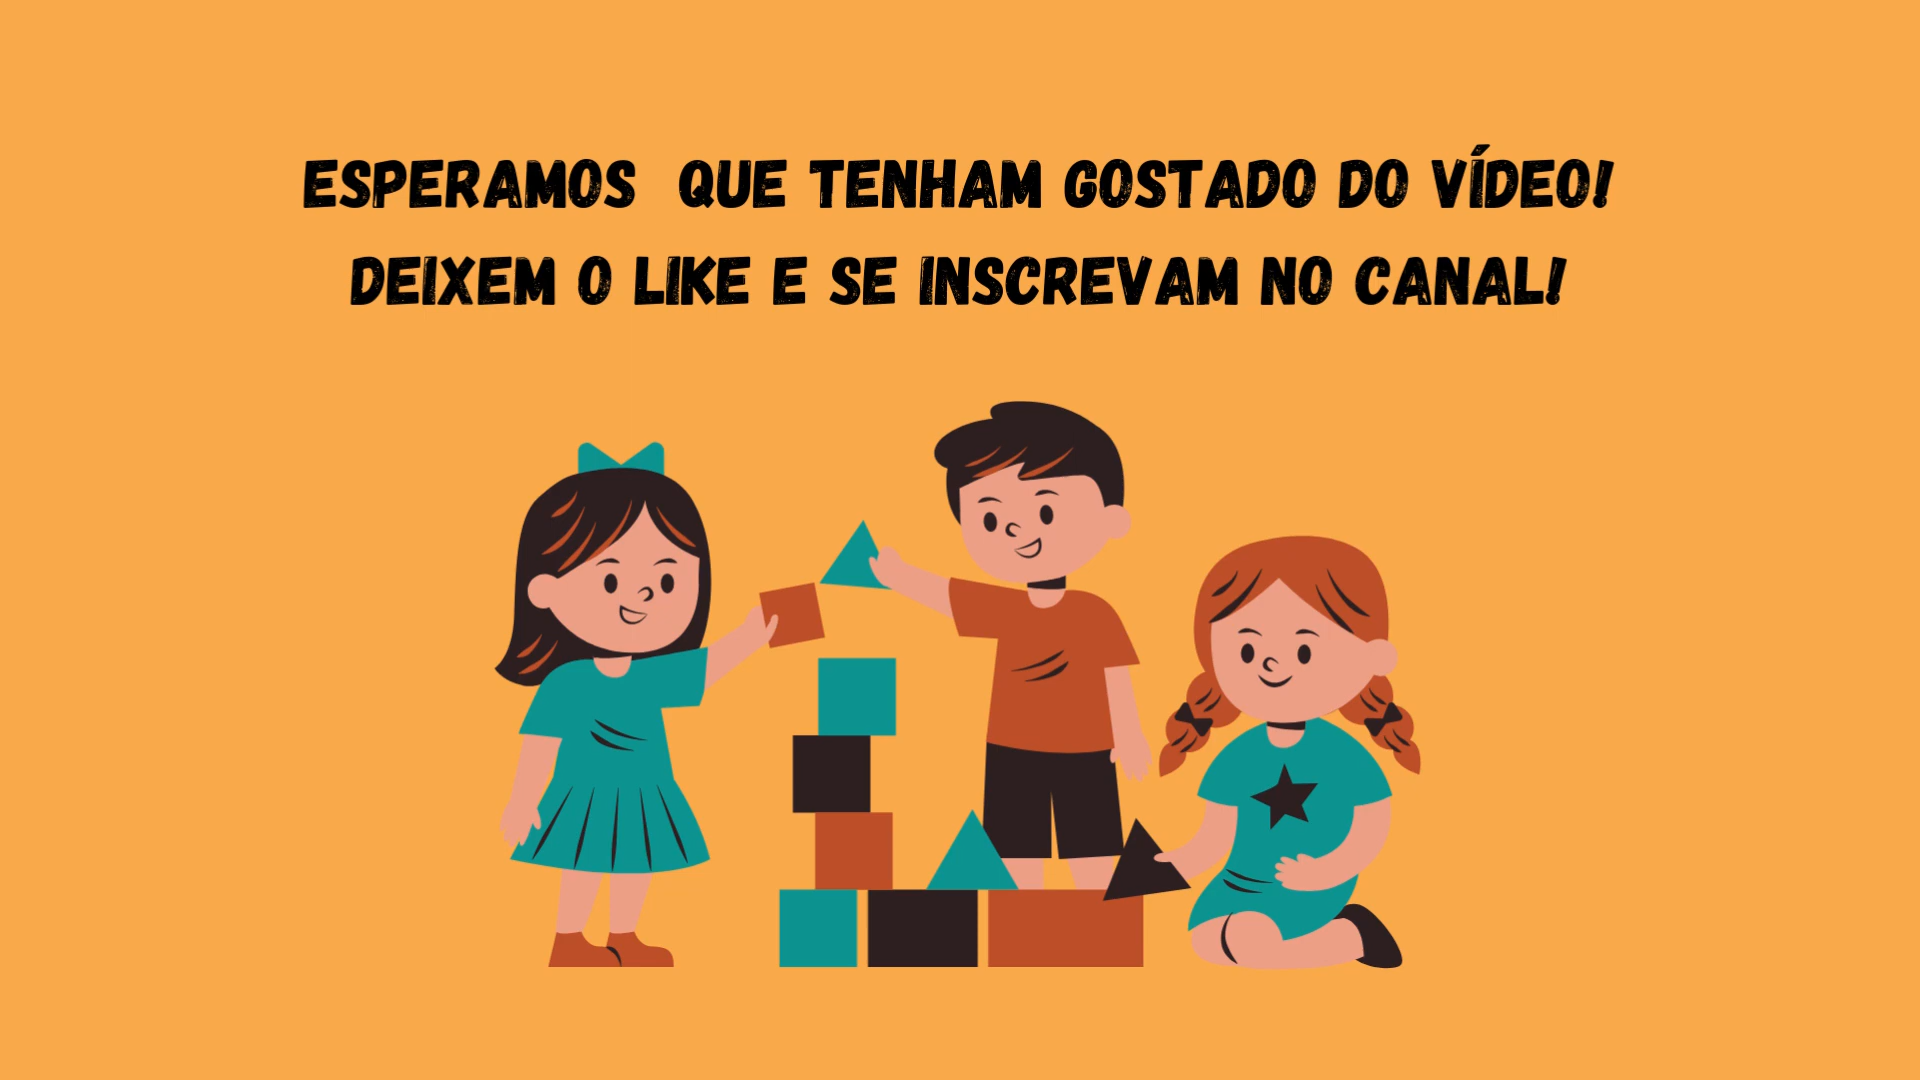 ESPERAMOS QUE TENHAM GOSTADO DO VÍDEO!
DEIXEM O LIKE E SE INSCREVAM NO CANAL!